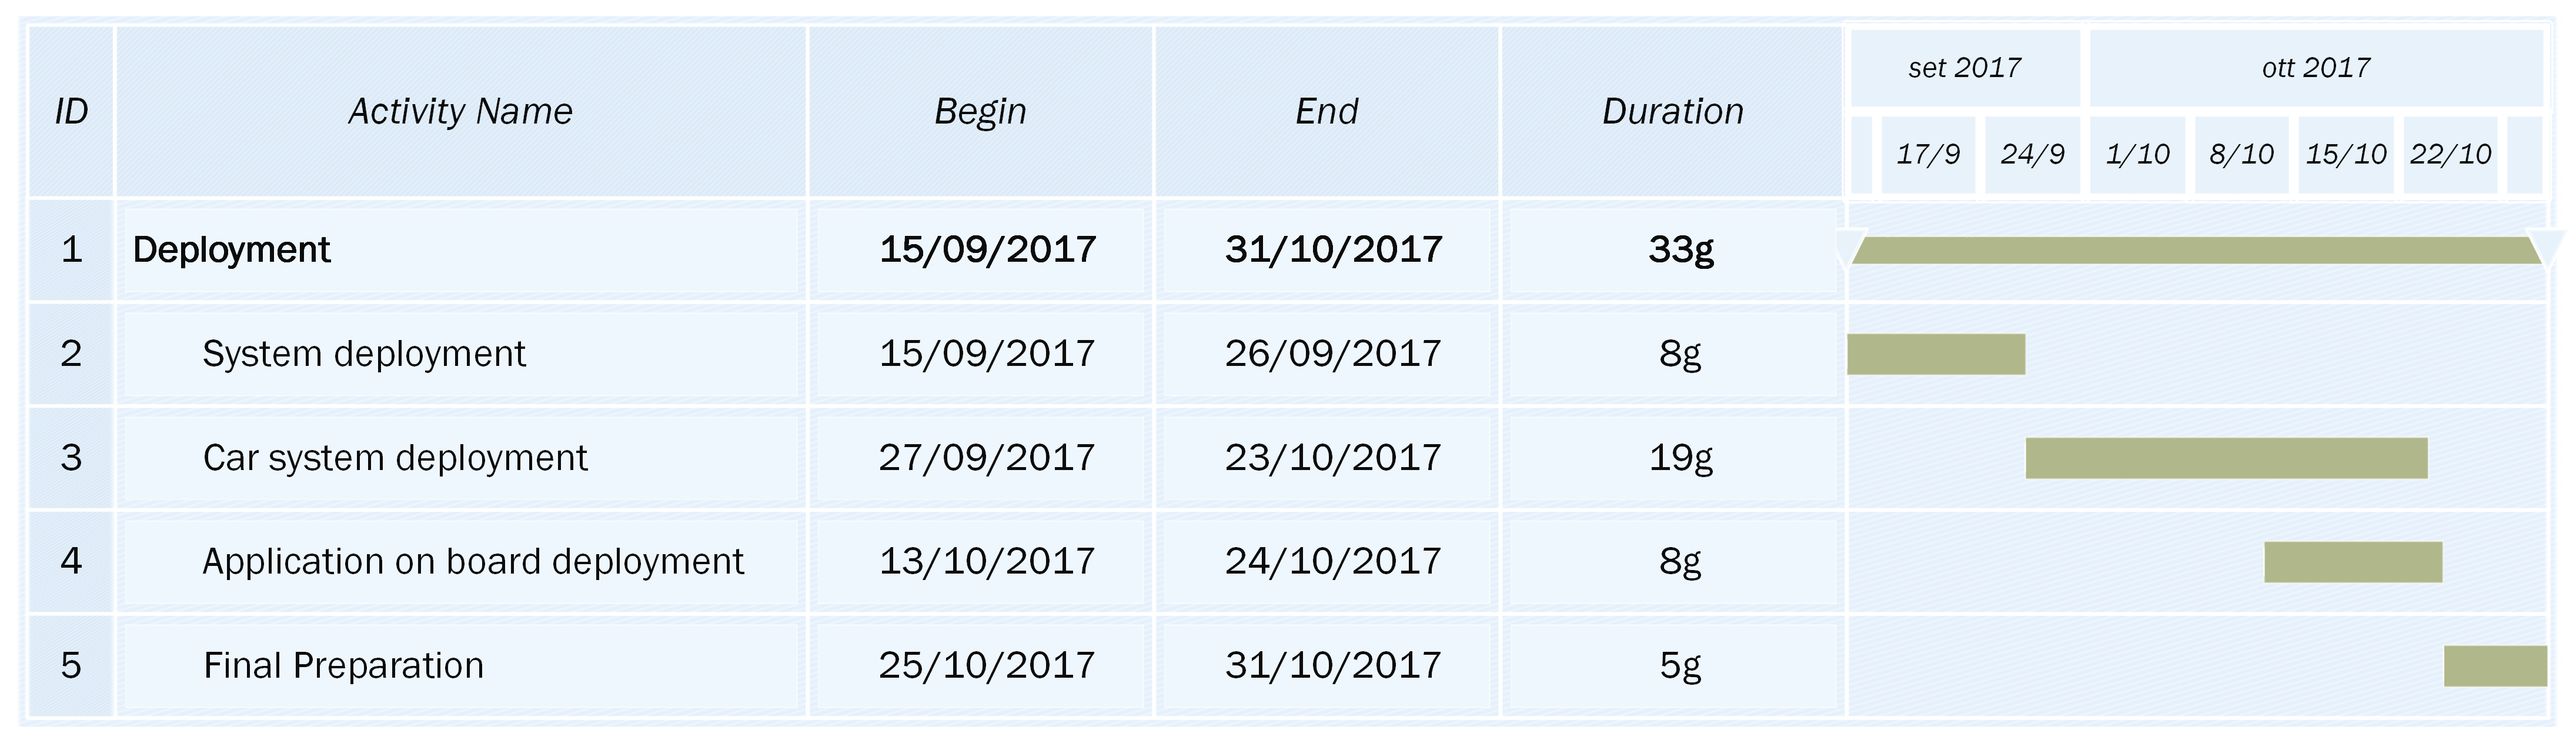 ID Activity Name Begin End Duration set 2017 ott 2017
17/9 24/9 1/10 8/10 15/10 22/10
1 Deployment 15/09/2017 31/10/2017 33g
2 System deployment 15/09/2017 26/09/2017 8g
3 Car system deployment 27/09/2017 23/10/2017 19g
4 Application on board deployment 13/10/2017 24/10/2017 8g
5 Final Preparation 25/10/2017 31/10/2017 5g